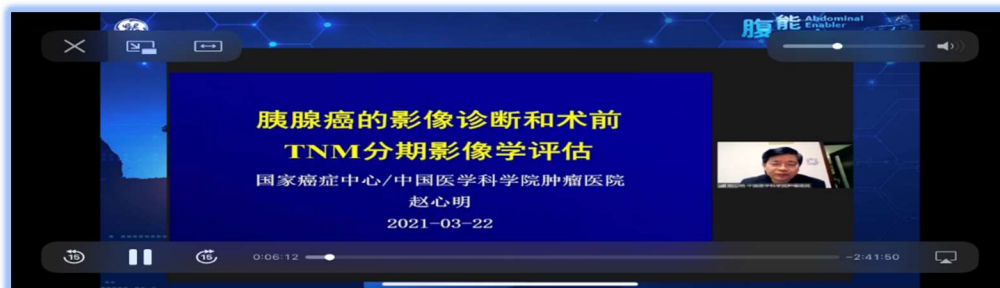 腹能 Abdominal
Enabler
胰腺癌的影像诊断和术前
TNM分期影像学评估
国家癌症中心/中国医学科学院肿瘤医院
赵心明
2021-03-22
15
15
0:06:12
-2:41:50